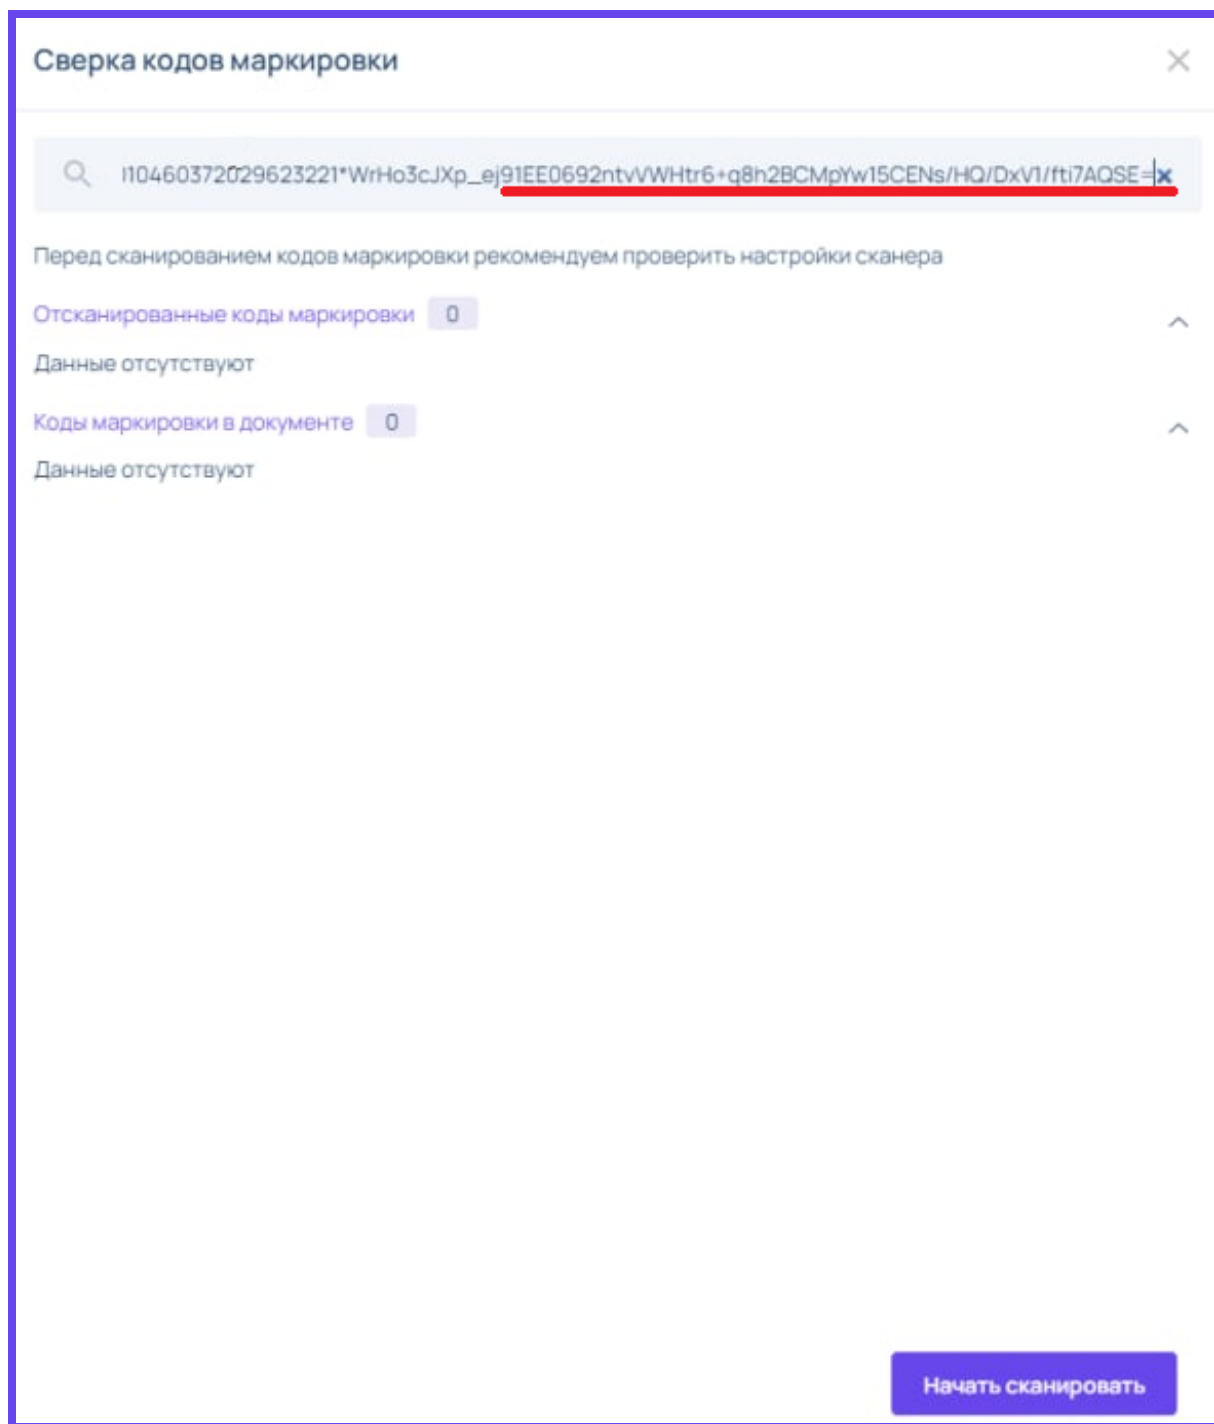 Сверка кодов маркировки
0104603720029623221*WrHo3cJXp_ej91EE0692ntvVWHtr6+q8h2BCMpYw15CENs/HQ/DxV1/fti7AQSE=
Перед сканированием кодов маркировки рекомендуем проверить настройки сканера
Отсканированные коды маркировки 0
Данные отсутствуют
Коды маркировки в документе 0
Данные отсутствуют
Начать сканировать